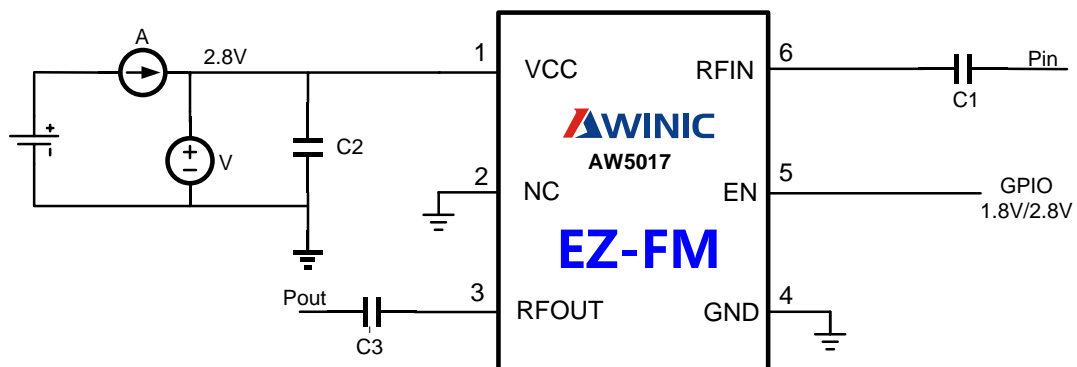 A
2.8V
1
VCC
RFIN
6
Pin
C1
+
C2
AWINIC
AW5017
+
V
2
NC
EN
5
GPIO
1.8V/2.8V
EZ-FM
Pout
3
RFOUT
GND
4
C3